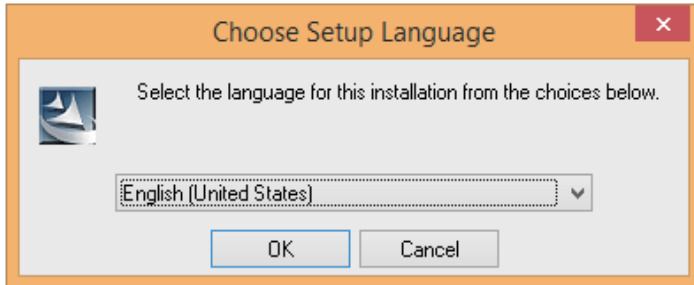 Choose Setup Language
Select the language for this installation from the choices below.
English (United States)
OK
Cancel